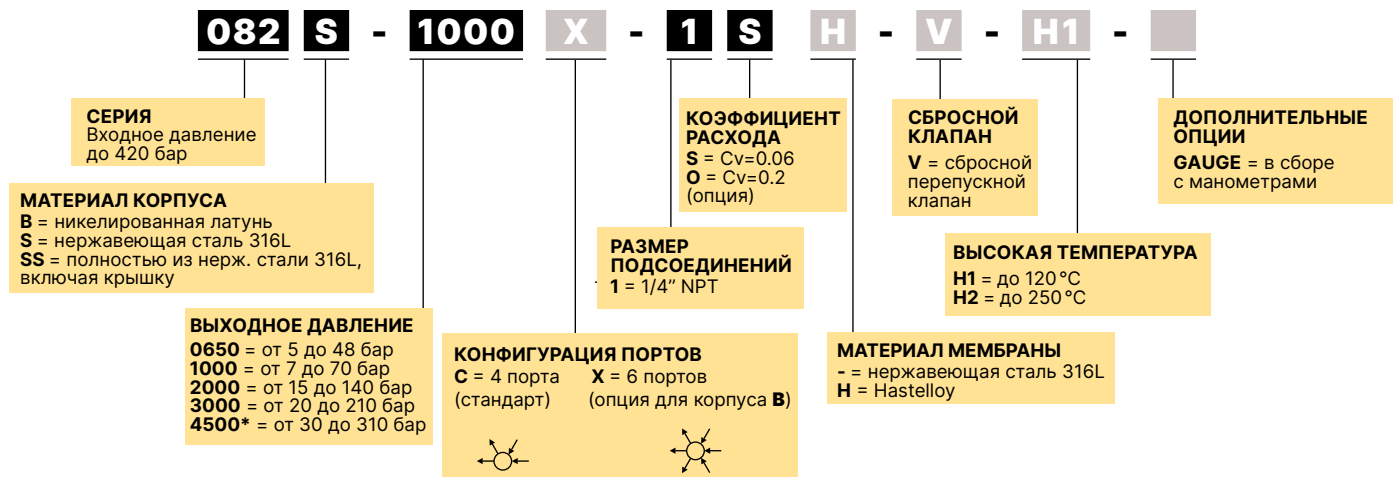 082 S - 1000 X - 1 S H - V - H1 -
СЕРИЯ
Входное давление
до 420 бар
МАТЕРИАЛ КОРПУСА
B = никелированная латунь
S = нержавеющая сталь 316L
SS = полностью из нерж. стали 316L,
включая крышку
ВЫХОДНОЕ ДАВЛЕНИЕ
0650 = от 5 до 48 бар
1000 = от 7 до 70 бар
2000 = от 15 до 140 бар
3000 = от 20 до 210 бар
4500* = от 30 до 310 бар
КОНФИГУРАЦИЯ ПОРТОВ
C = 4 порта
(стандарт)
X = 6 портов
(опция для корпуса B)
РАЗМЕР
ПОДСОЕДИНЕНИЙ
1 = 1/4” NPT
КОЭФФИЦИЕНТ
РАСХОДА
S = Cv=0.06
O = Cv=0.2
(опция)
МАТЕРИАЛ МЕМБРАНЫ
- = нержавеющая сталь 316L
H = Hastelloy
СБРОСНОЙ
КЛАПАН
V = сбросной
перепускной
клапан
ВЫСОКАЯ ТЕМПЕРАТУРА
H1 = до 120 °C
H2 = до 250 °C
ДОПОЛНИТЕЛЬНЫЕ
ОПЦИИ
GAUGE = в сборе
с манометрами